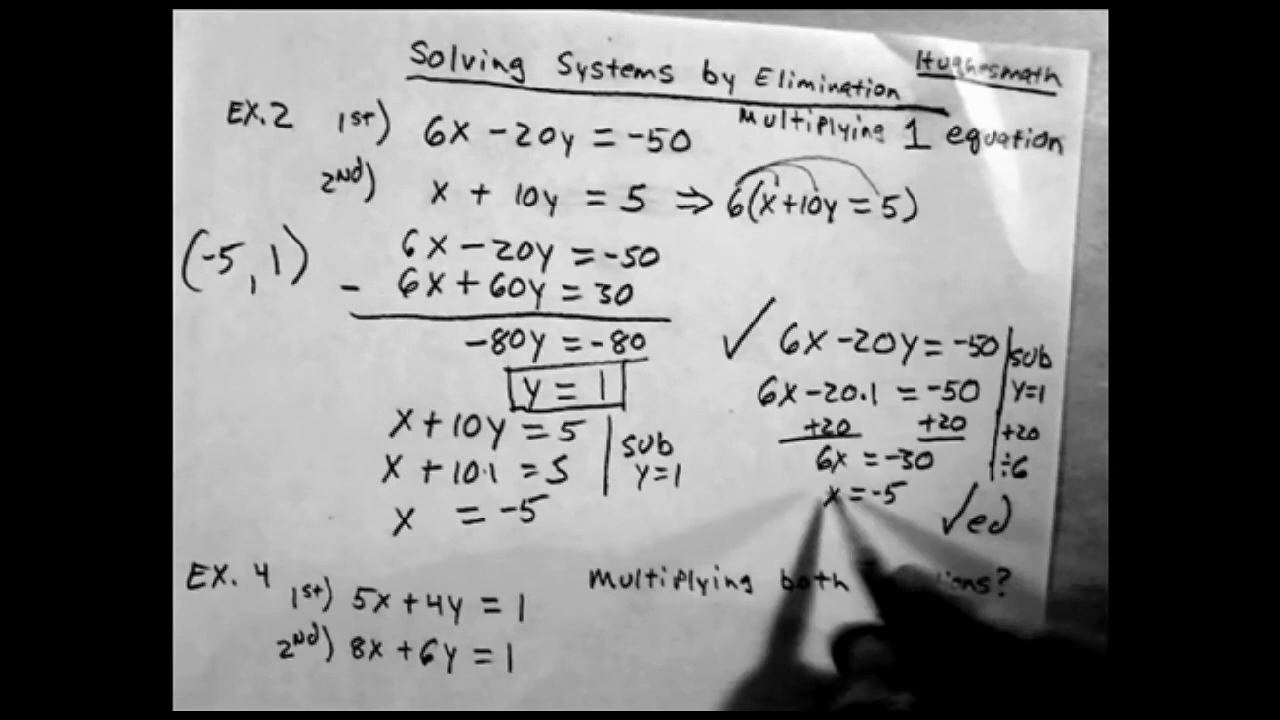 Solving Systems by Elimination Hughesmath
Multiplying 1 equation
EX.2 1st) 6x - 20y = -50
2Nd) x + 10y = 5 ⇒ 6(x+10y = 5)
(-5, 1)
6x - 20y = -50
- 6x + 60y = 30
-80y = -80
y = 1
x + 10y = 5 | sub
x + 10·1 = 5 | y=1
x = -5
✓ 6x - 20y = -50 | sub
6x - 20·1 = -50 | y=1
+20 +20 | +20
6x = -30 | ÷6
x = -5
✓ed
EX. 4 Multiplying both
1st) 5x + 4y = 1
2Nd) 8x + 6y = 1